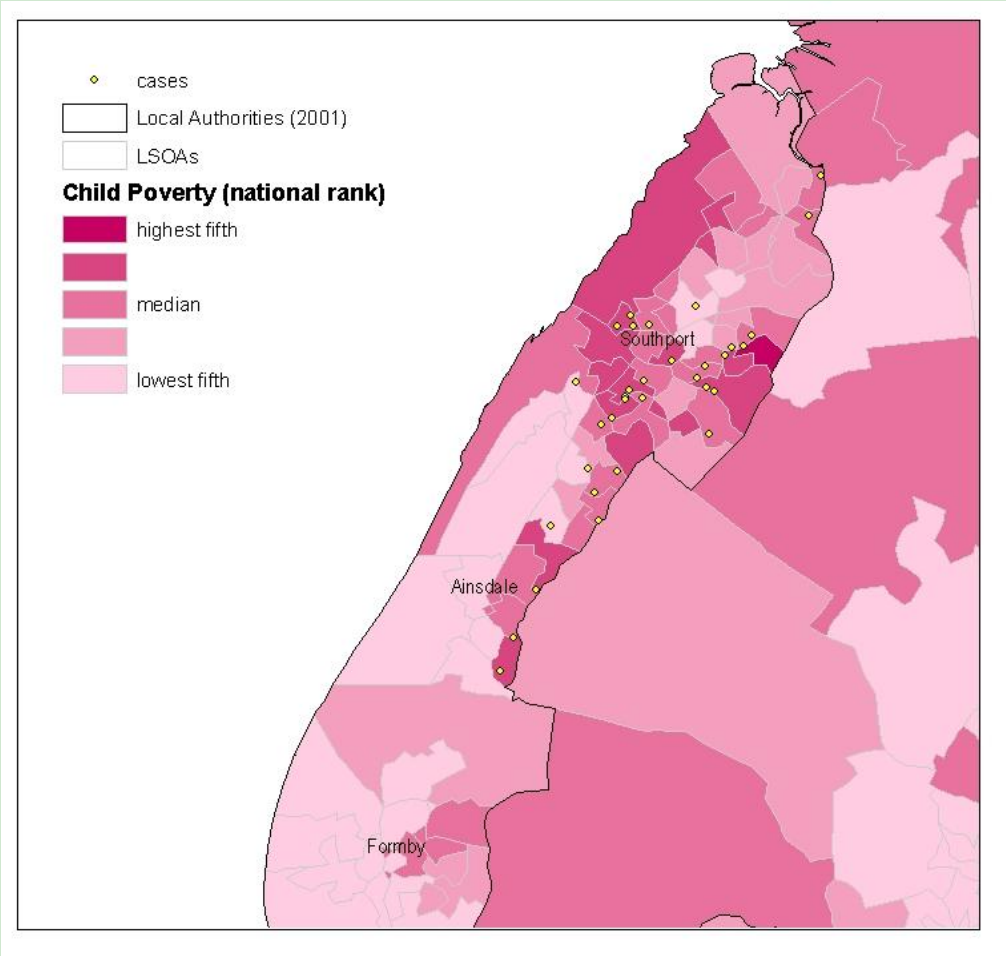 cases
Local Authorities (2001)
LSOAs
Child Poverty (national rank)
highest fifth
median
lowest fifth
Southport
Ainsdale
Formby